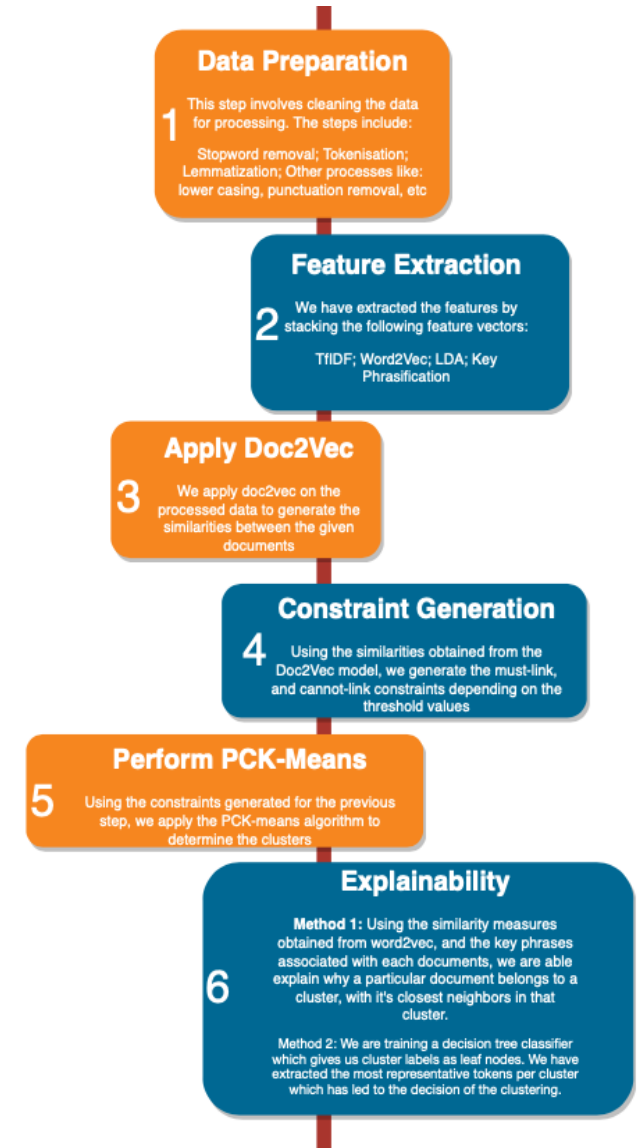 Data Preparation
This step involves cleaning the data
1
for processing. The steps include:
Stopword removal; Tokenisation;
Lemmatization; Other processes like:
lower casing, punctuation removal, etc
Feature Extraction
We have extracted the features by
2
stacking the following feature vectors:
TfIDF; Word2Vec; LDA; Key
Phrasification
Apply Doc2Vec
3
We apply doc2vec on the
processed data to generate the
similarities between the given
documents
Constraint Generation
4
Using the similarities obtained from the
Doc2Vec model, we generate the must-link,
and cannot-link constraints depending on the
threshold values
Perform PCK-Means
5
Using the constraints generated for the previous
step, we apply the PCK-means algorithm to
determine the clusters
Explainability
6
Method 1: Using the similarity measures
obtained from word2vec, and the key phrases
associated with each documents, we are able
explain why a particular document belongs to a
cluster, with it's closest neighbors in that
cluster.
Method 2: We are training a decision tree classifier
which gives us cluster labels as leaf nodes. We have
extracted the most representative tokens per cluster
which has led to the decision of the clustering.